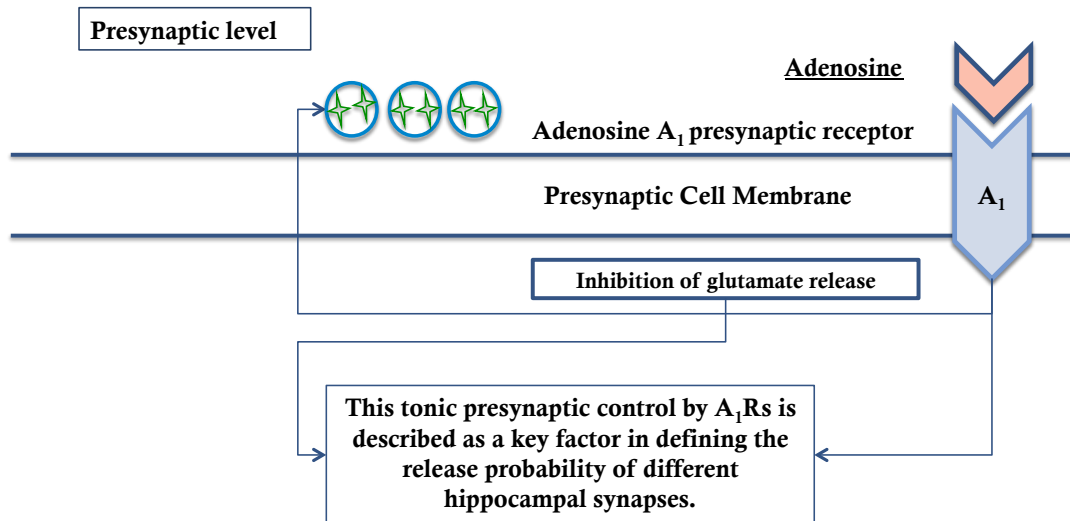 Presynaptic level
Adenosine
Adenosine A₁ presynaptic receptor
Presynaptic Cell Membrane
A₁
Inhibition of glutamate release
This tonic presynaptic control by A₁Rs is
described as a key factor in defining the
release probability of different
hippocampal synapses.